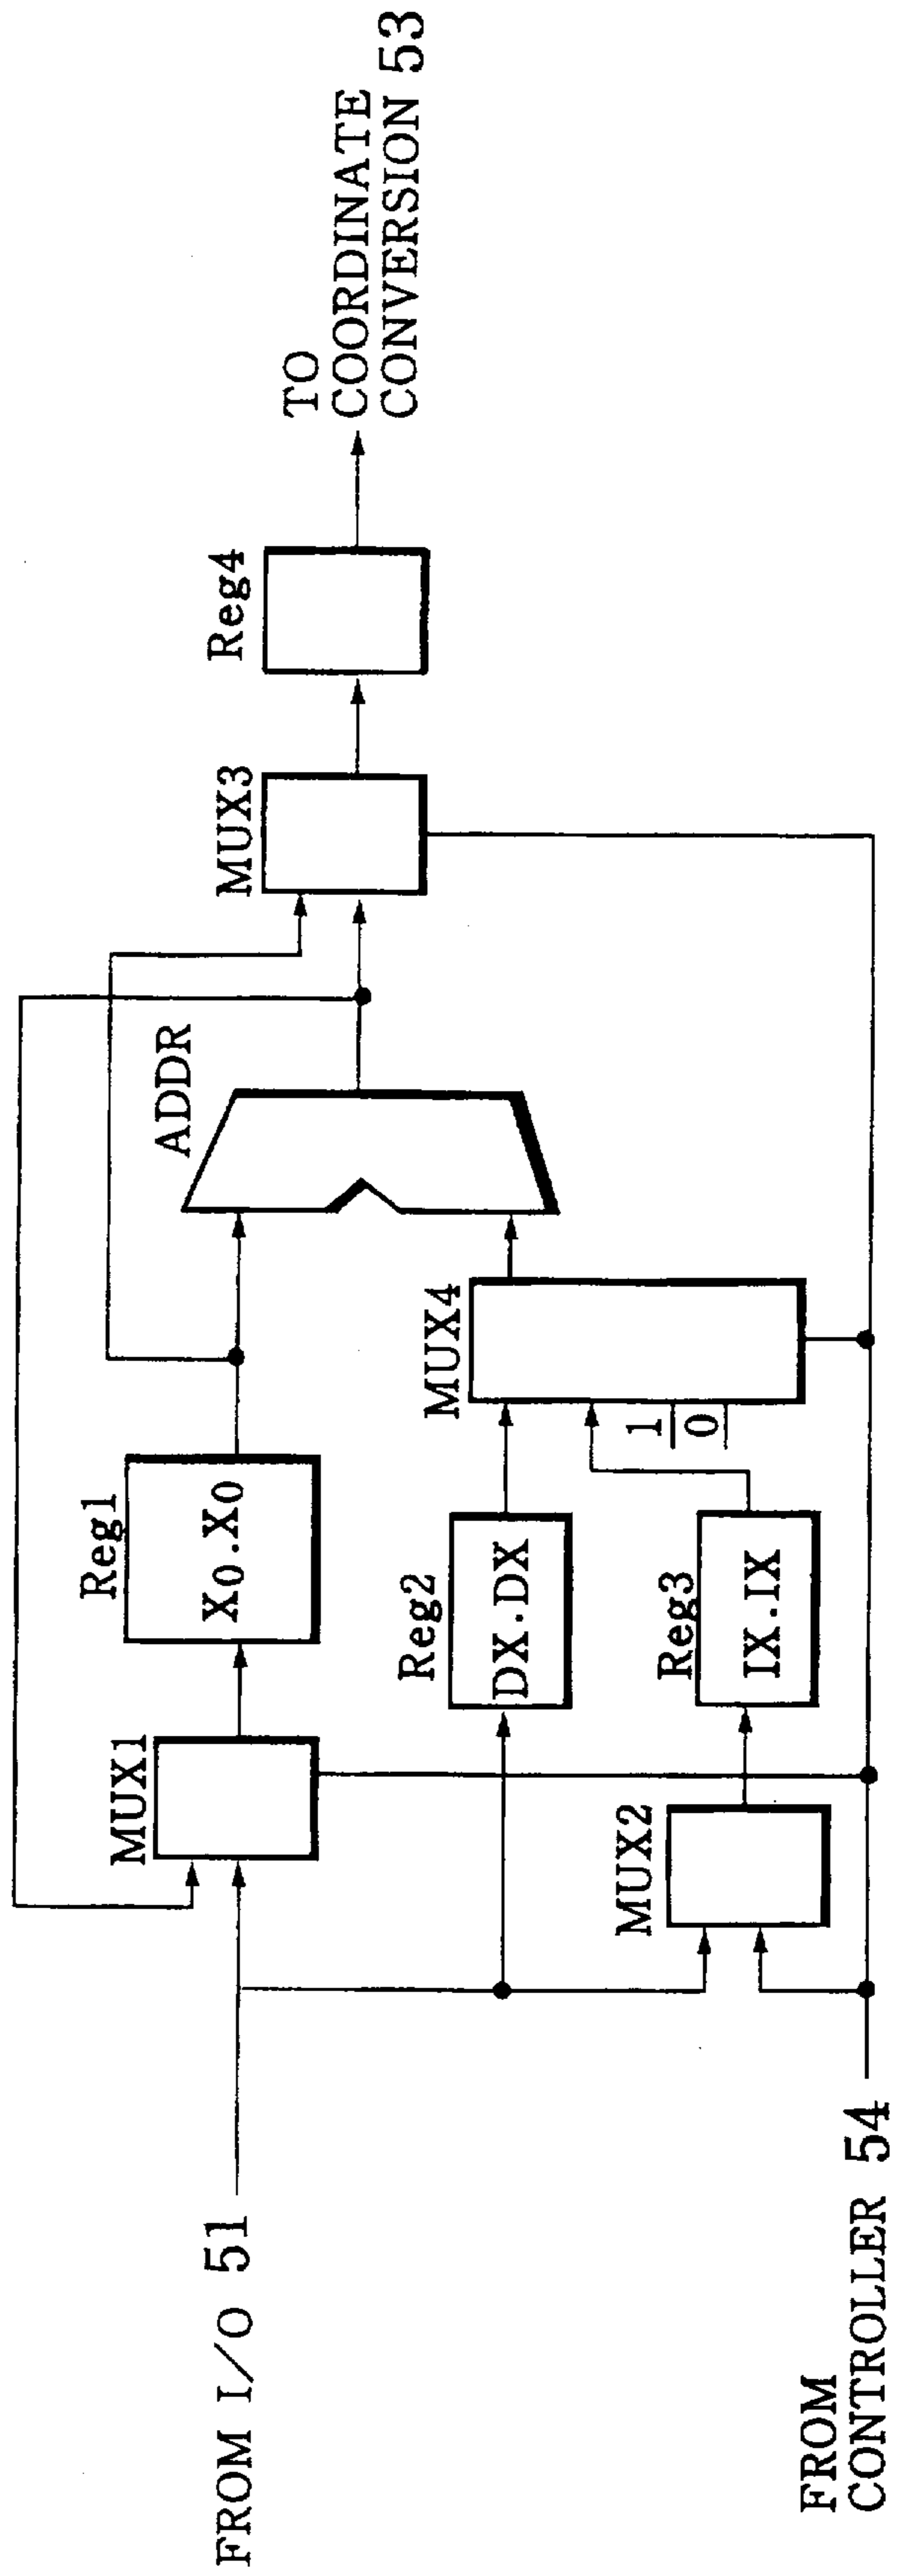 FROM I/O 51
MUX1
Reg1
X0.X0
ADDR
MUX3
Reg4
TO
COORDINATE
CONVERSION 53
Reg2
DX.DX
MUX4
1
0
MUX2
Reg3
IX.IX
FROM
CONTROLLER 54